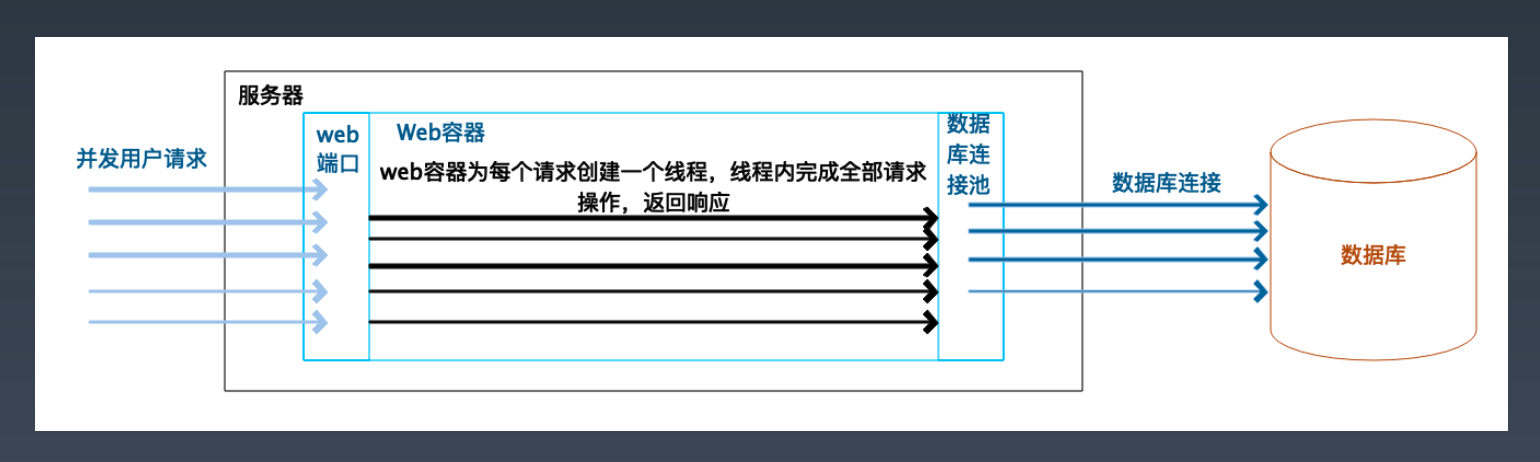 服务器
并发用户请求
web
端口
Web容器
web容器为每个请求创建一个线程，线程内完成全部请求
操作，返回响应
数据
库连
接池
数据库连接
数据库